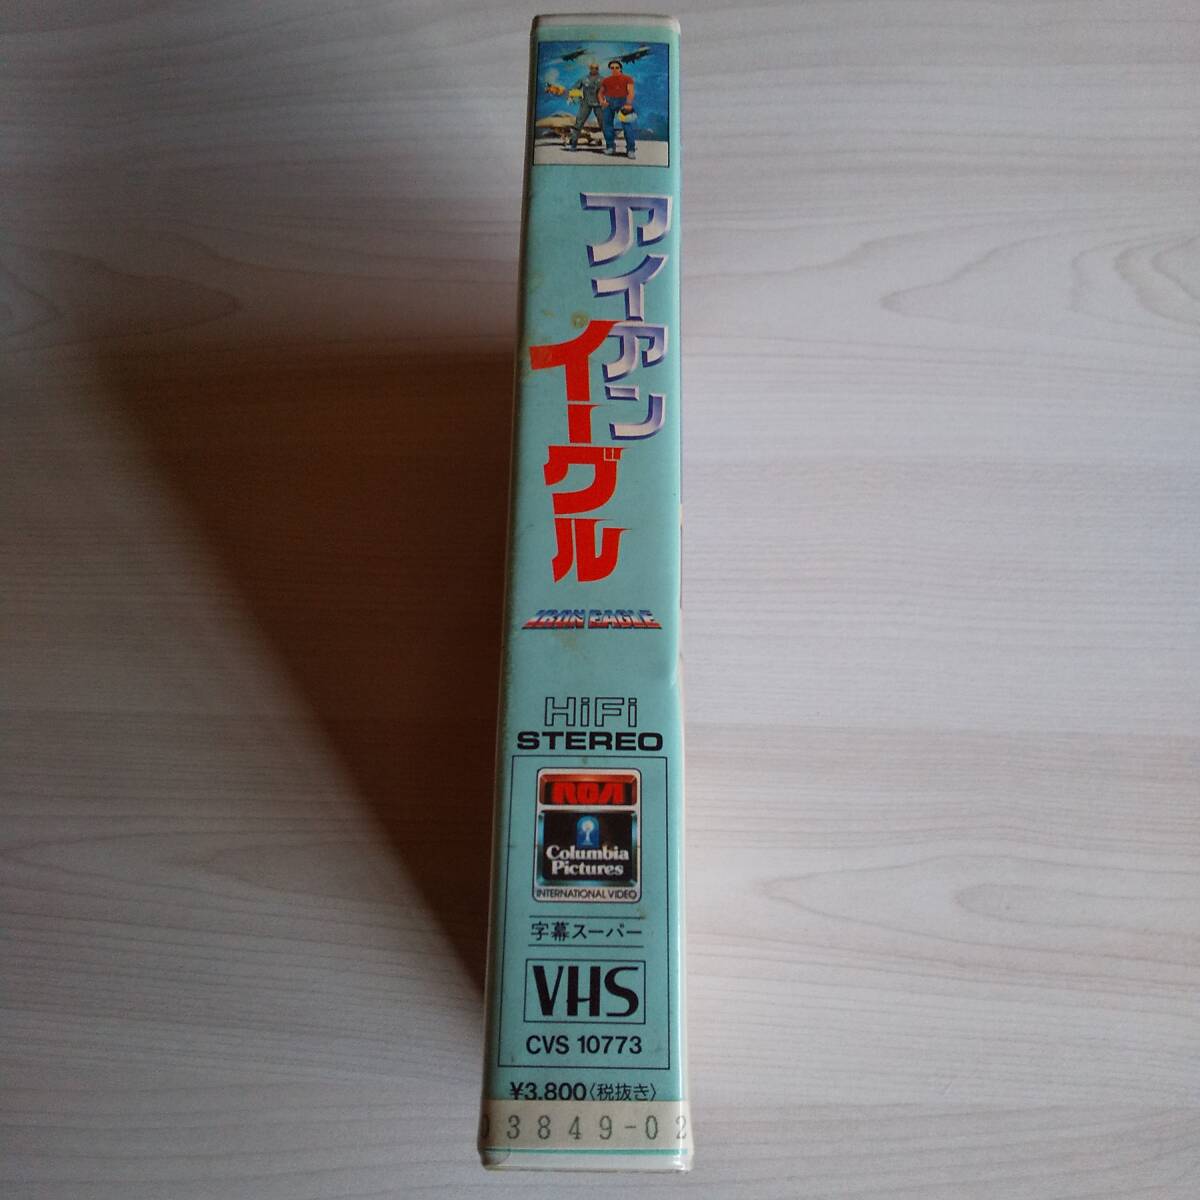 アイアン
イーグル
IRON EAGLE
HiFi
STEREO
RCA
Columbia
Pictures
INTERNATIONAL VIDEO
字幕スーパー
VHS
CVS 10773
¥3,800〈税抜き〉
03849-02